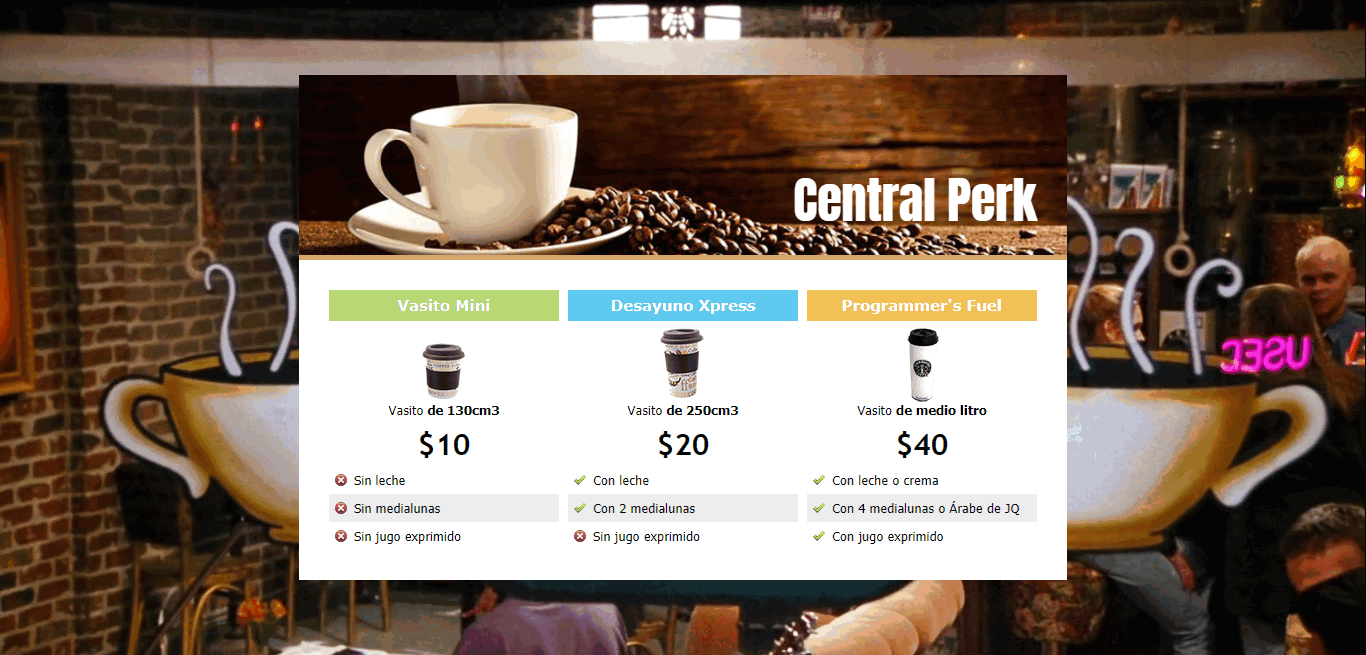 Central Perk
Vasito Mini
Vasito de 130cm3
$10
Sin leche
Sin medialunas
Sin jugo exprimido
Desayuno Xpress
Vasito de 250cm3
$20
Con leche
Con 2 medialunas
Sin jugo exprimido
Programmer's Fuel
Vasito de medio litro
$40
Con leche o crema
Con 4 medialunas o Árabe de JQ
Con jugo exprimido